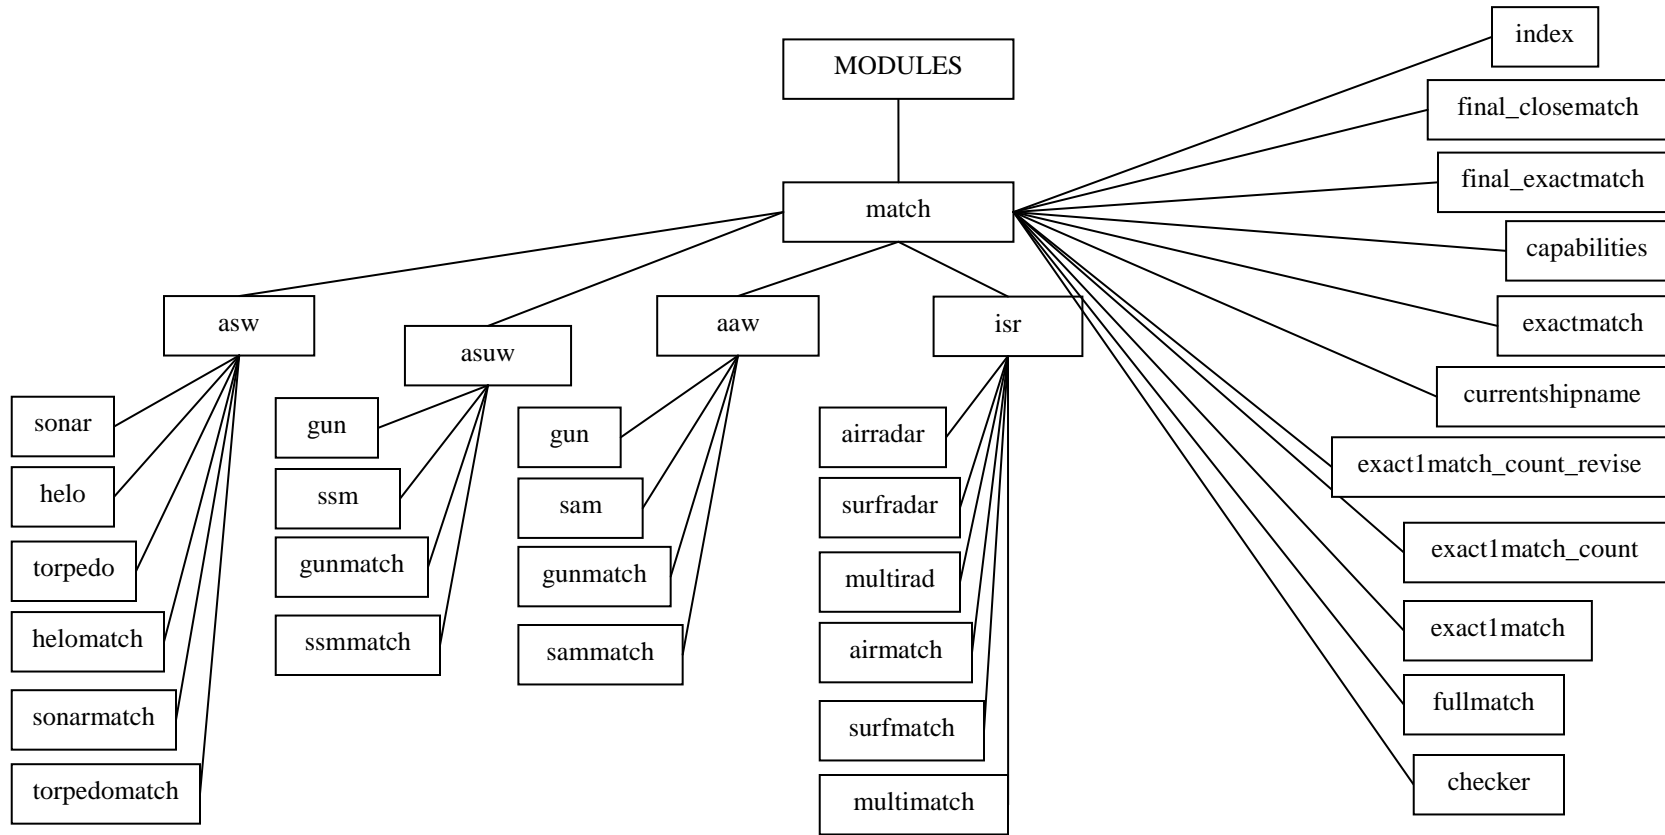 MODULES
match
asw
sonar
helo
torpedo
helomatch
sonarmatch
torpedomatch
asuw
gun
ssm
gunmatch
ssmmatch
aaw
gun
sam
gunmatch
sammatch
isr
airradar
surfradar
multirad
airmatch
surfmatch
multimatch
index
final_closematch
final_exactmatch
capabilities
exactmatch
currentshipname
exact1match_count_revise
exact1match_count
exact1match
fullmatch
checker